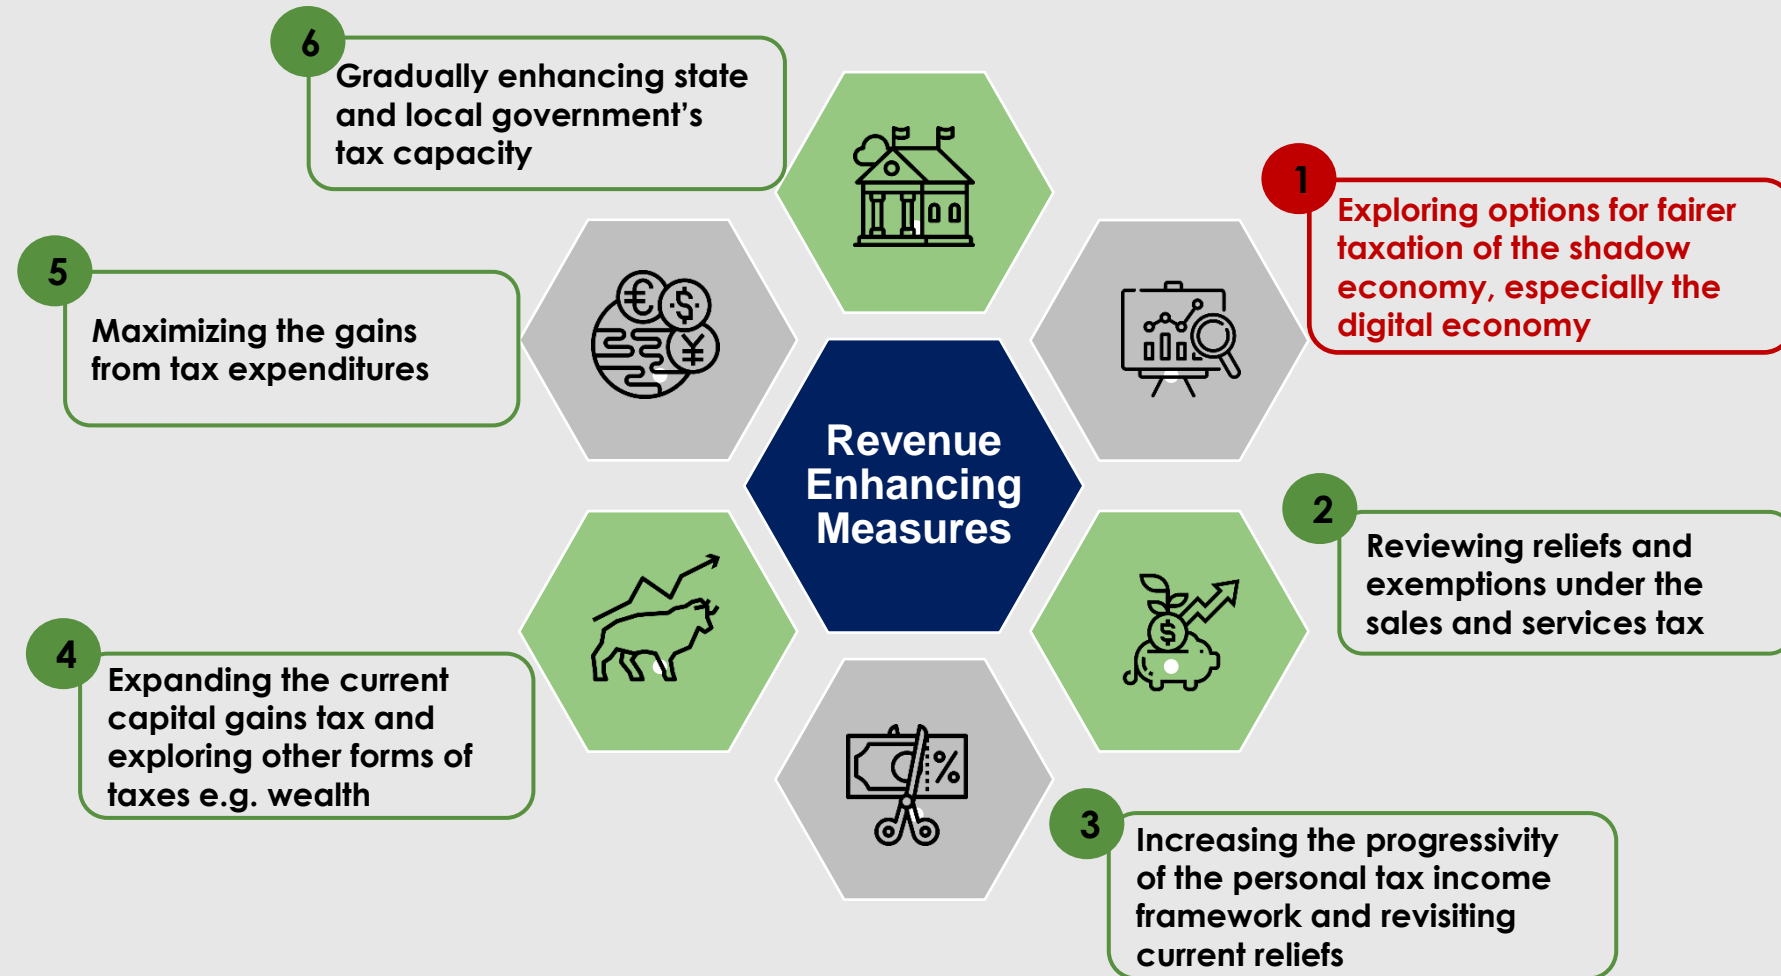 Revenue
Enhancing
Measures
1
Exploring options for fairer
taxation of the shadow
economy, especially the
digital economy
2
Reviewing reliefs and
exemptions under the
sales and services tax
3
Increasing the progressivity
of the personal tax income
framework and revisiting
current reliefs
4
Expanding the current
capital gains tax and
exploring other forms of
taxes e.g. wealth
5
Maximizing the gains
from tax expenditures
6
Gradually enhancing state
and local government’s
tax capacity
€
$
¥
$
%